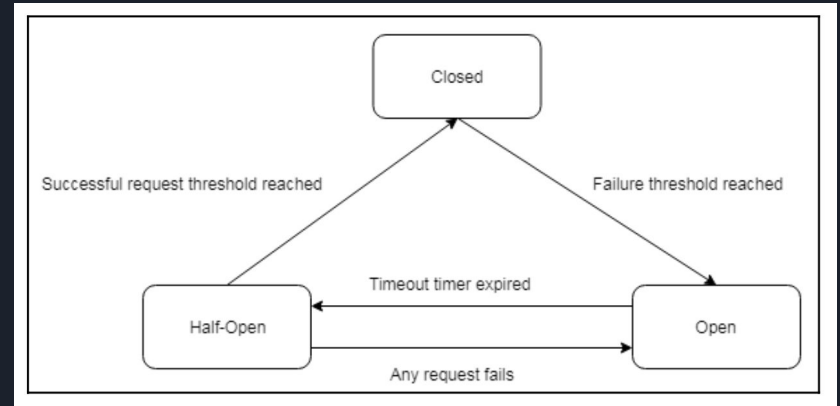 Closed
Successful request threshold reached
Failure threshold reached
Timeout timer expired
Half-Open
Open
Any request fails